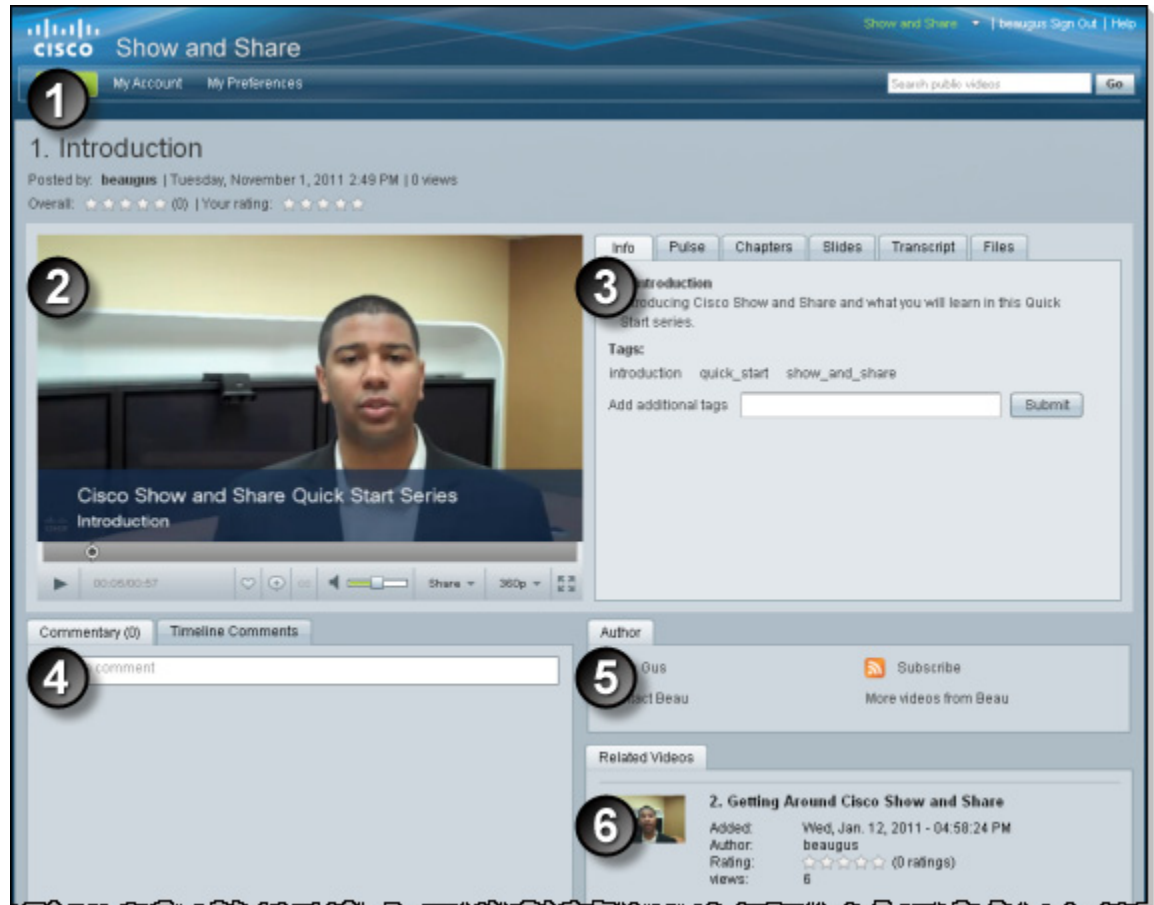 Show and Share | beaugus Sign Out | Help
CISCO Show and Share
My Account My Preferences
Search public videos Go
1
1. Introduction
Posted by: beaugus | Tuesday, November 1, 2011 2:49 PM | 0 views
Overall: (0) | Your rating:
2
Cisco Show and Share Quick Start Series
Introduction
00:05/00:57 cc Share 360p
Info Pulse Chapters Slides Transcript Files
3
Introducing Cisco Show and Share and what you will learn in this Quick
Start series.
Tags:
introduction quick_start show_and_share
Add additional tags Submit
Commentary (0) Timeline Comments
4
comment
Author
5
Gus Subscribe
Beau More videos from Beau
Related Videos
6
2. Getting Around Cisco Show and Share
Added: Wed, Jan. 12, 2011 - 04:58:24 PM
Author: beaugus
Rating: (0 ratings)
views: 6